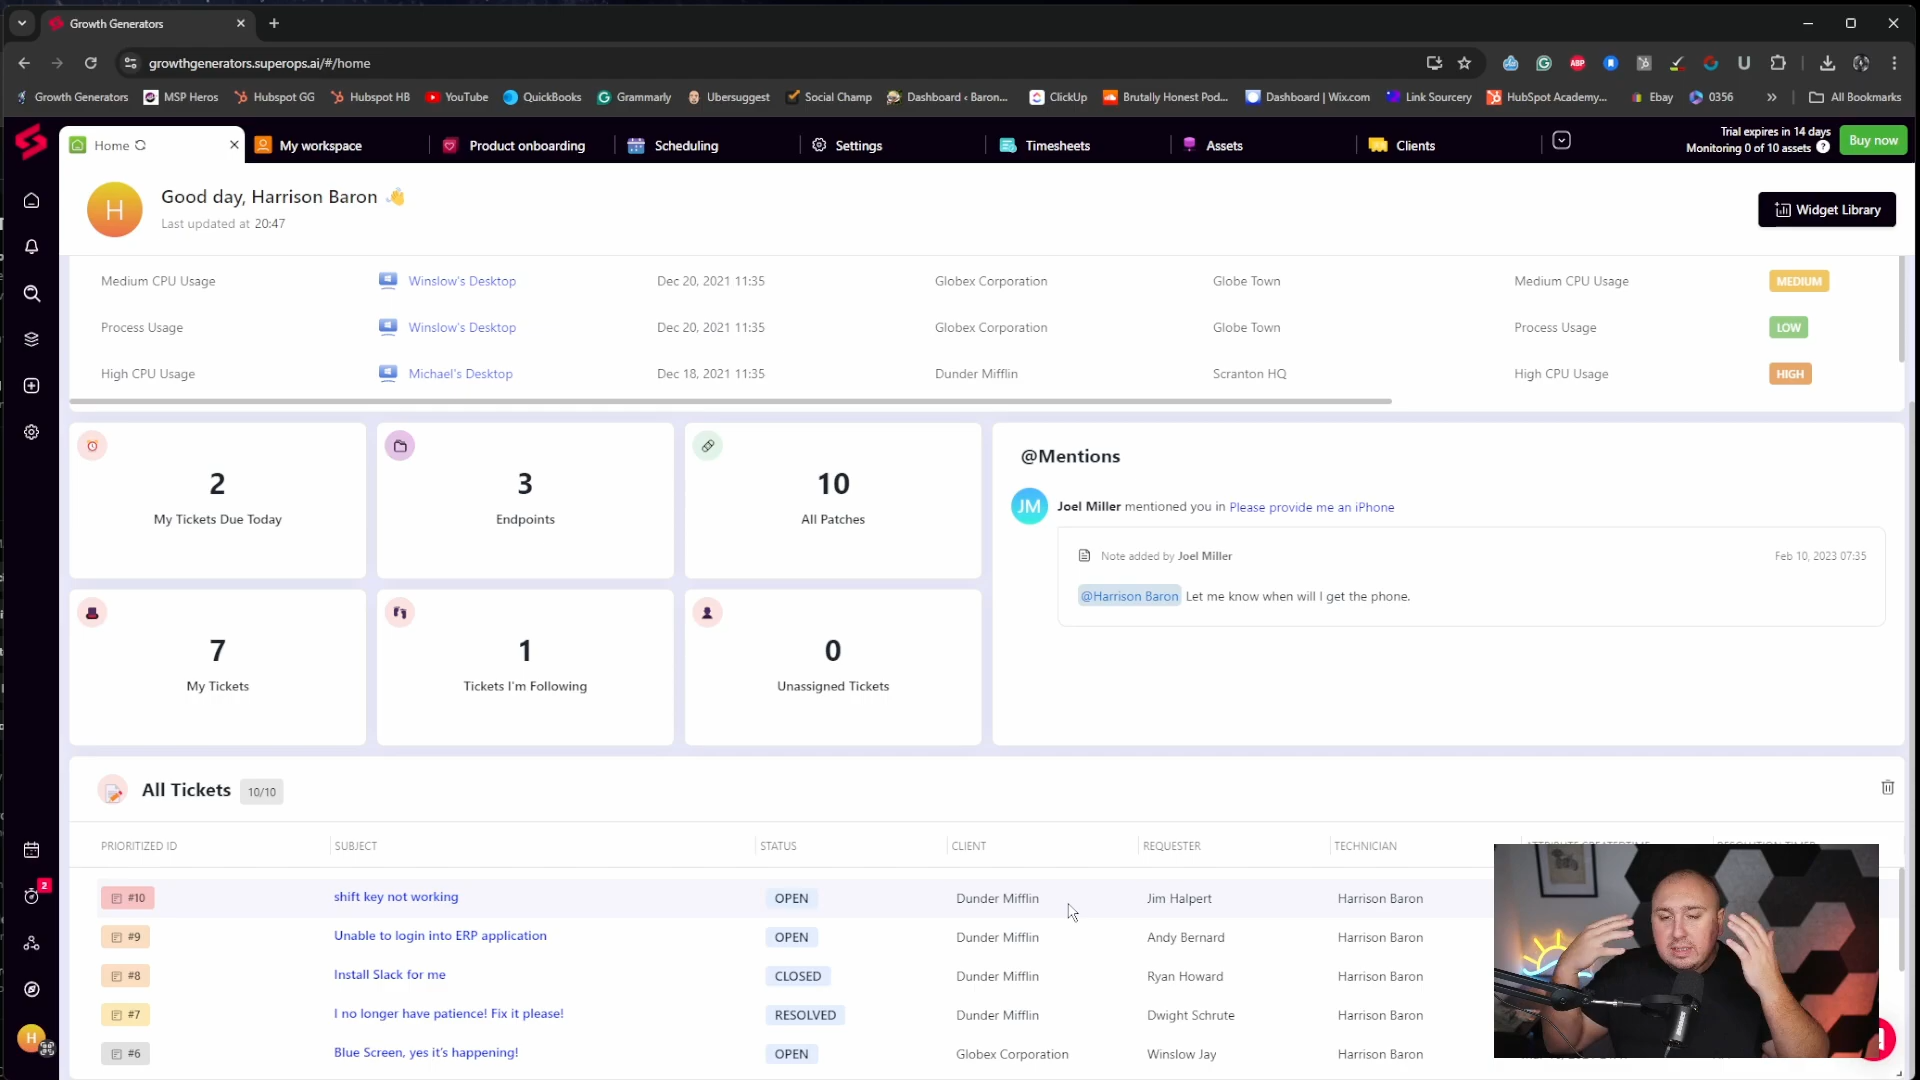 Growth Generators
growthgenerators.superops.ai/#/home
Growth Generators MSP Heros Hubspot GG Hubspot HB YouTube QuickBooks Grammarly Ubersuggest Social Champ Dashboard ‹ Baron... ClickUp Brutally Honest Pod... Dashboard | Wix.com Link Sourcery HubSpot Academy... Ebay 0356 » All Bookmarks
Home My workspace Product onboarding Scheduling Settings Timesheets Assets Clients
Trial expires in 14 days
Monitoring 0 of 10 assets ?
Buy now
H
Good day, Harrison Baron
Last updated at 20:47
Widget Library
Medium CPU Usage Winslow's Desktop Dec 20, 2021 11:35 Globex Corporation Globe Town Medium CPU Usage MEDIUM
Process Usage Winslow's Desktop Dec 20, 2021 11:35 Globex Corporation Globe Town Process Usage LOW
High CPU Usage Michael's Desktop Dec 18, 2021 11:35 Dunder Mifflin Scranton HQ High CPU Usage HIGH
2
My Tickets Due Today
3
Endpoints
10
All Patches
7
My Tickets
1
Tickets I'm Following
0
Unassigned Tickets
@Mentions
JM Joel Miller mentioned you in Please provide me an iPhone
Note added by Joel Miller Feb 10, 2023 07:35
@Harrison Baron Let me know when will I get the phone.
All Tickets 10/10
PRIORITIZED ID SUBJECT STATUS CLIENT REQUESTER TECHNICIAN
#10 shift key not working OPEN Dunder Mifflin Jim Halpert Harrison Baron
#9 Unable to login into ERP application OPEN Dunder Mifflin Andy Bernard Harrison Baron
#8 Install Slack for me CLOSED Dunder Mifflin Ryan Howard Harrison Baron
#7 I no longer have patience! Fix it please! RESOLVED Dunder Mifflin Dwight Schrute Harrison Baron
#6 Blue Screen, yes it's happening! OPEN Globex Corporation Winslow Jay Harrison Baron
2
H
ABP